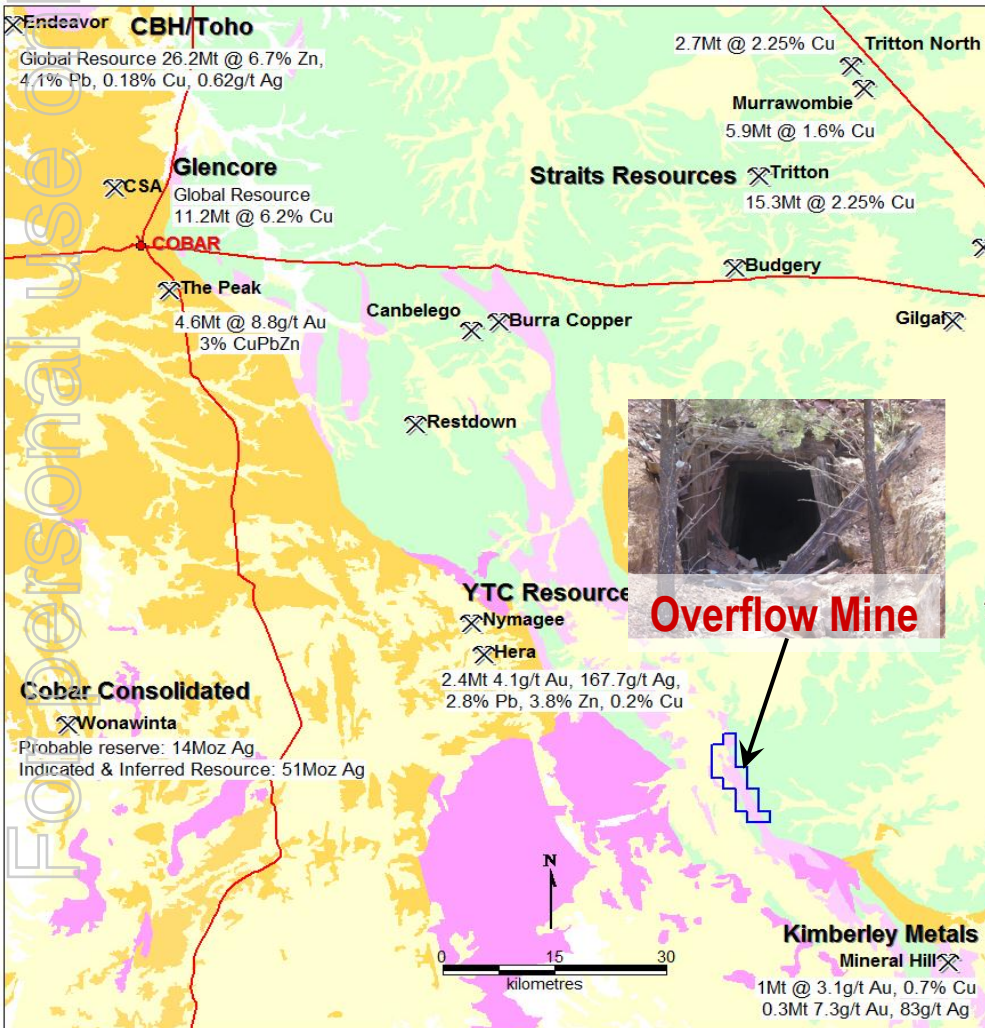 For personal use only
Endeavor
CBH/Toho
Global Resource 26.2Mt @ 6.7% Zn,
4.1% Pb, 0.18% Cu, 0.62g/t Ag
2.7Mt @ 2.25% Cu
Tritton North
Murrawombie
5.9Mt @ 1.6% Cu
Glencore
CSA
Global Resource
11.2Mt @ 6.2% Cu
Straits Resources
Tritton
15.3Mt @ 2.25% Cu
COBAR
Budgery
The Peak
4.6Mt @ 8.8g/t Au
3% CuPbZn
Canbelego
Burra Copper
Gilgai
Restdown
YTC Resource
Overflow Mine
Nymagee
Hera
2.4Mt 4.1g/t Au, 167.7g/t Ag,
2.8% Pb, 3.8% Zn, 0.2% Cu
Cobar Consolidated
Wonawinta
Probable reserve: 14Moz Ag
Indicated & Inferred Resource: 51Moz Ag
N
0 15 30
kilometres
Kimberley Metals
Mineral Hill
1Mt @ 3.1g/t Au, 0.7% Cu
0.3Mt 7.3g/t Au, 83g/t Ag